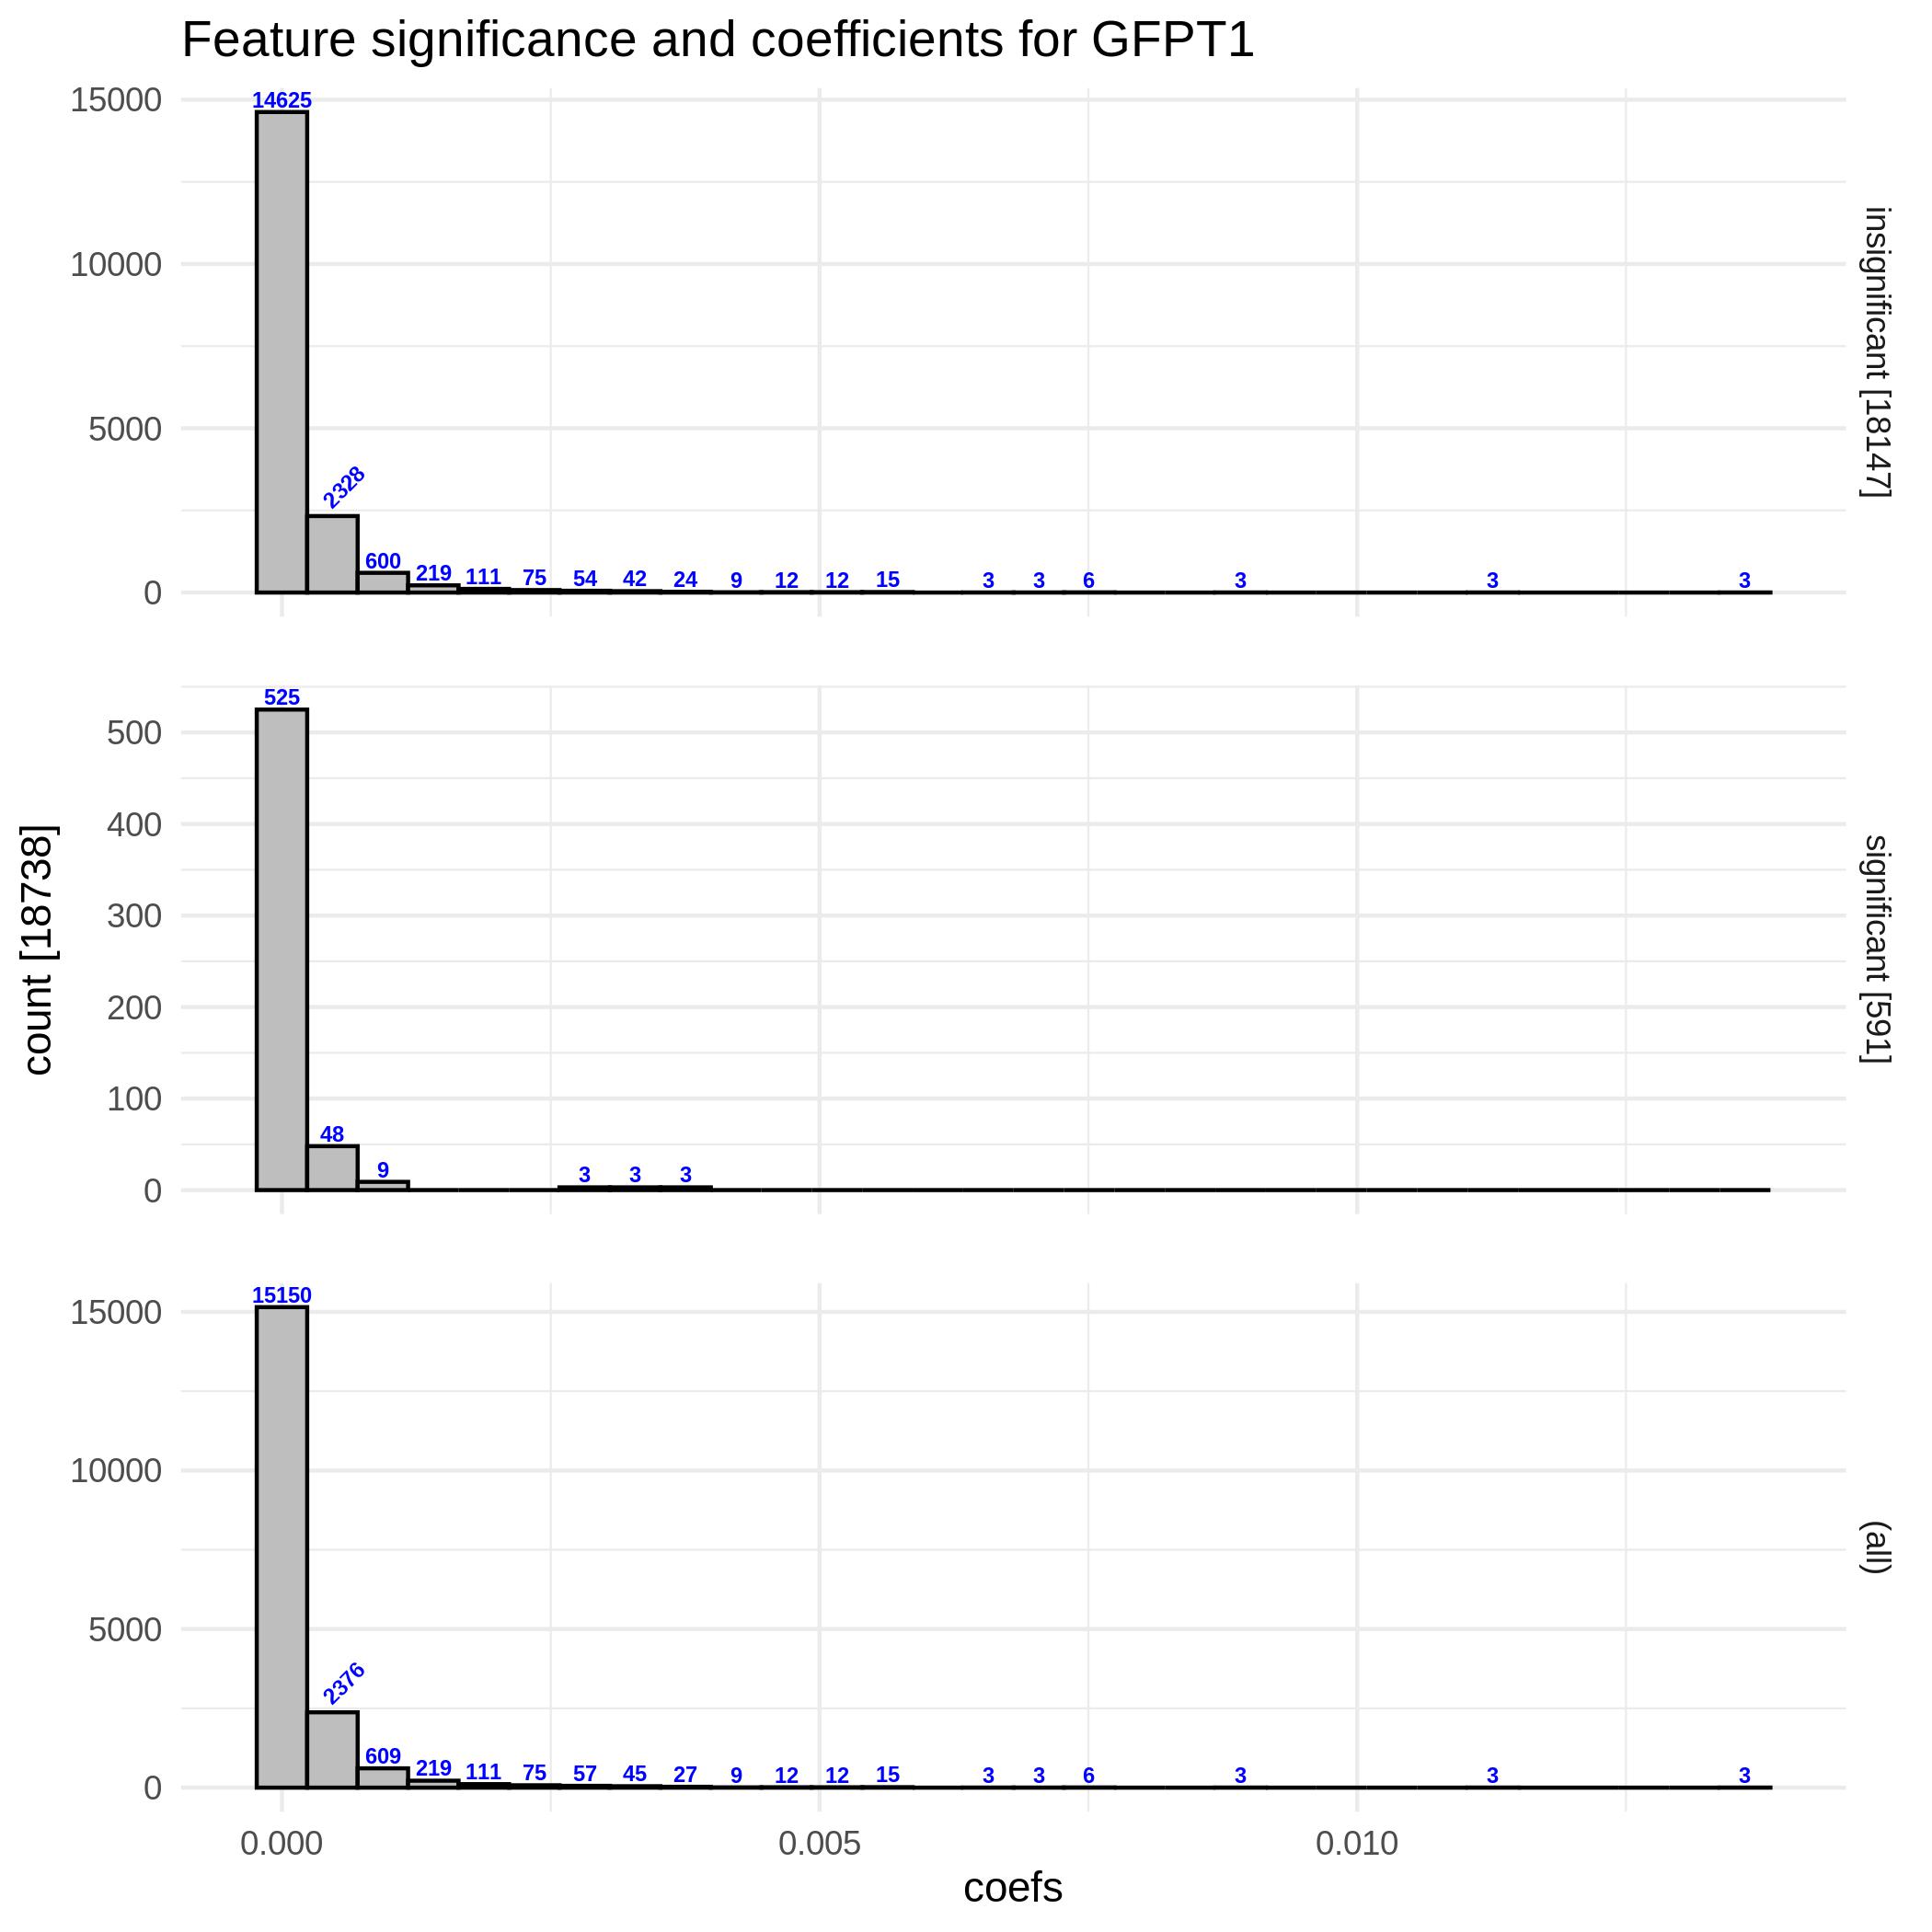 Feature significance and coefficients for GFPT1
15000
10000
5000
0
14625
2328
600 219 111 75 54 42 24 9 12 12 15 3 3 6 3 3 3
insignificant [18147]
count [18738]
500
400
300
200
100
0
525
48
9 3 3 3
significant [591]
15000
10000
5000
0
15150
2376
609 219 111 75 57 45 27 9 12 12 15 3 3 6 3 3 3
(all)
0.000 0.005 0.010
coefs